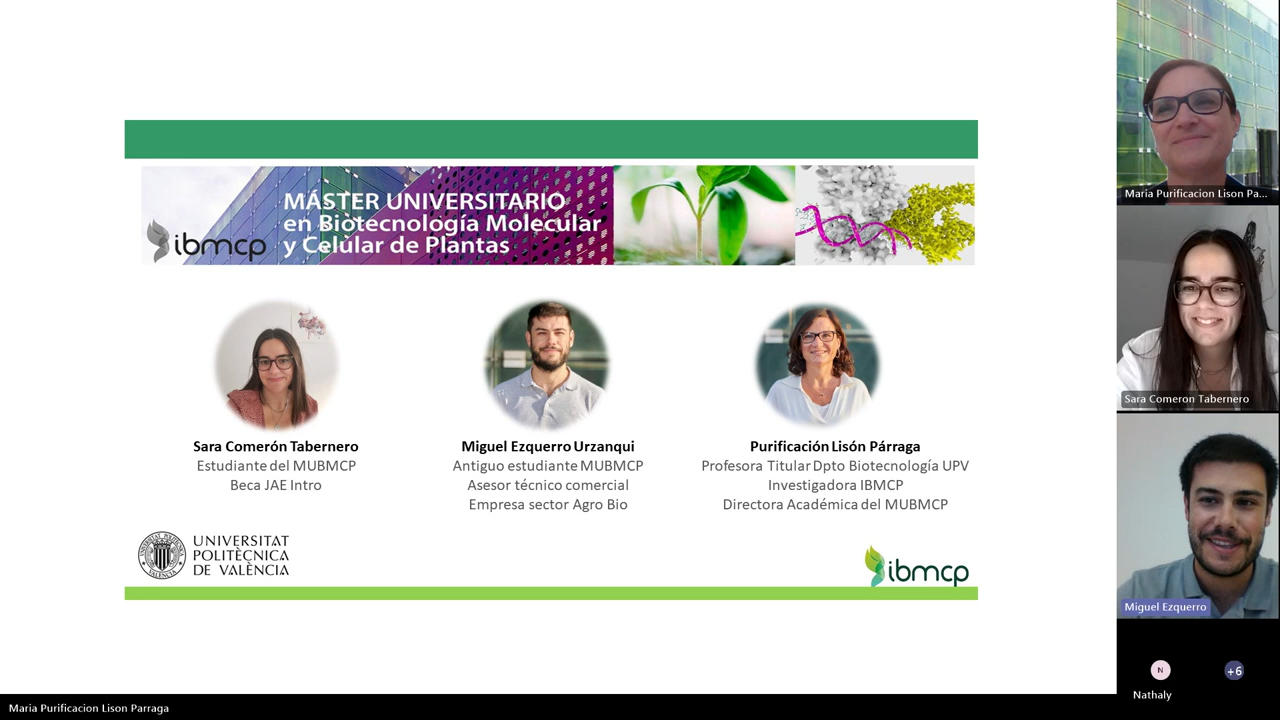 ibmcp
MÁSTER UNIVERSITARIO
en Biotecnología Molecular
y Celular de Plantas
Sara Comerón Tabernero
Estudiante del MUBMCP
Beca JAE Intro
Miguel Ezquerro Urzanqui
Antiguo estudiante MUBMCP
Asesor técnico comercial
Empresa sector Agro Bio
Purificación Lisón Párraga
Profesora Titular Dpto Biotecnología UPV
Investigadora IBMCP
Directora Académica del MUBMCP
UNIVERSITAT
POLITÈCNICA
DE VALÈNCIA
ibmcp
Maria Purificacion Lison Pa...
Sara Comeron Tabernero
Miguel Ezquerro
N
+6
Nathaly
Maria Purificacion Lison Parraga